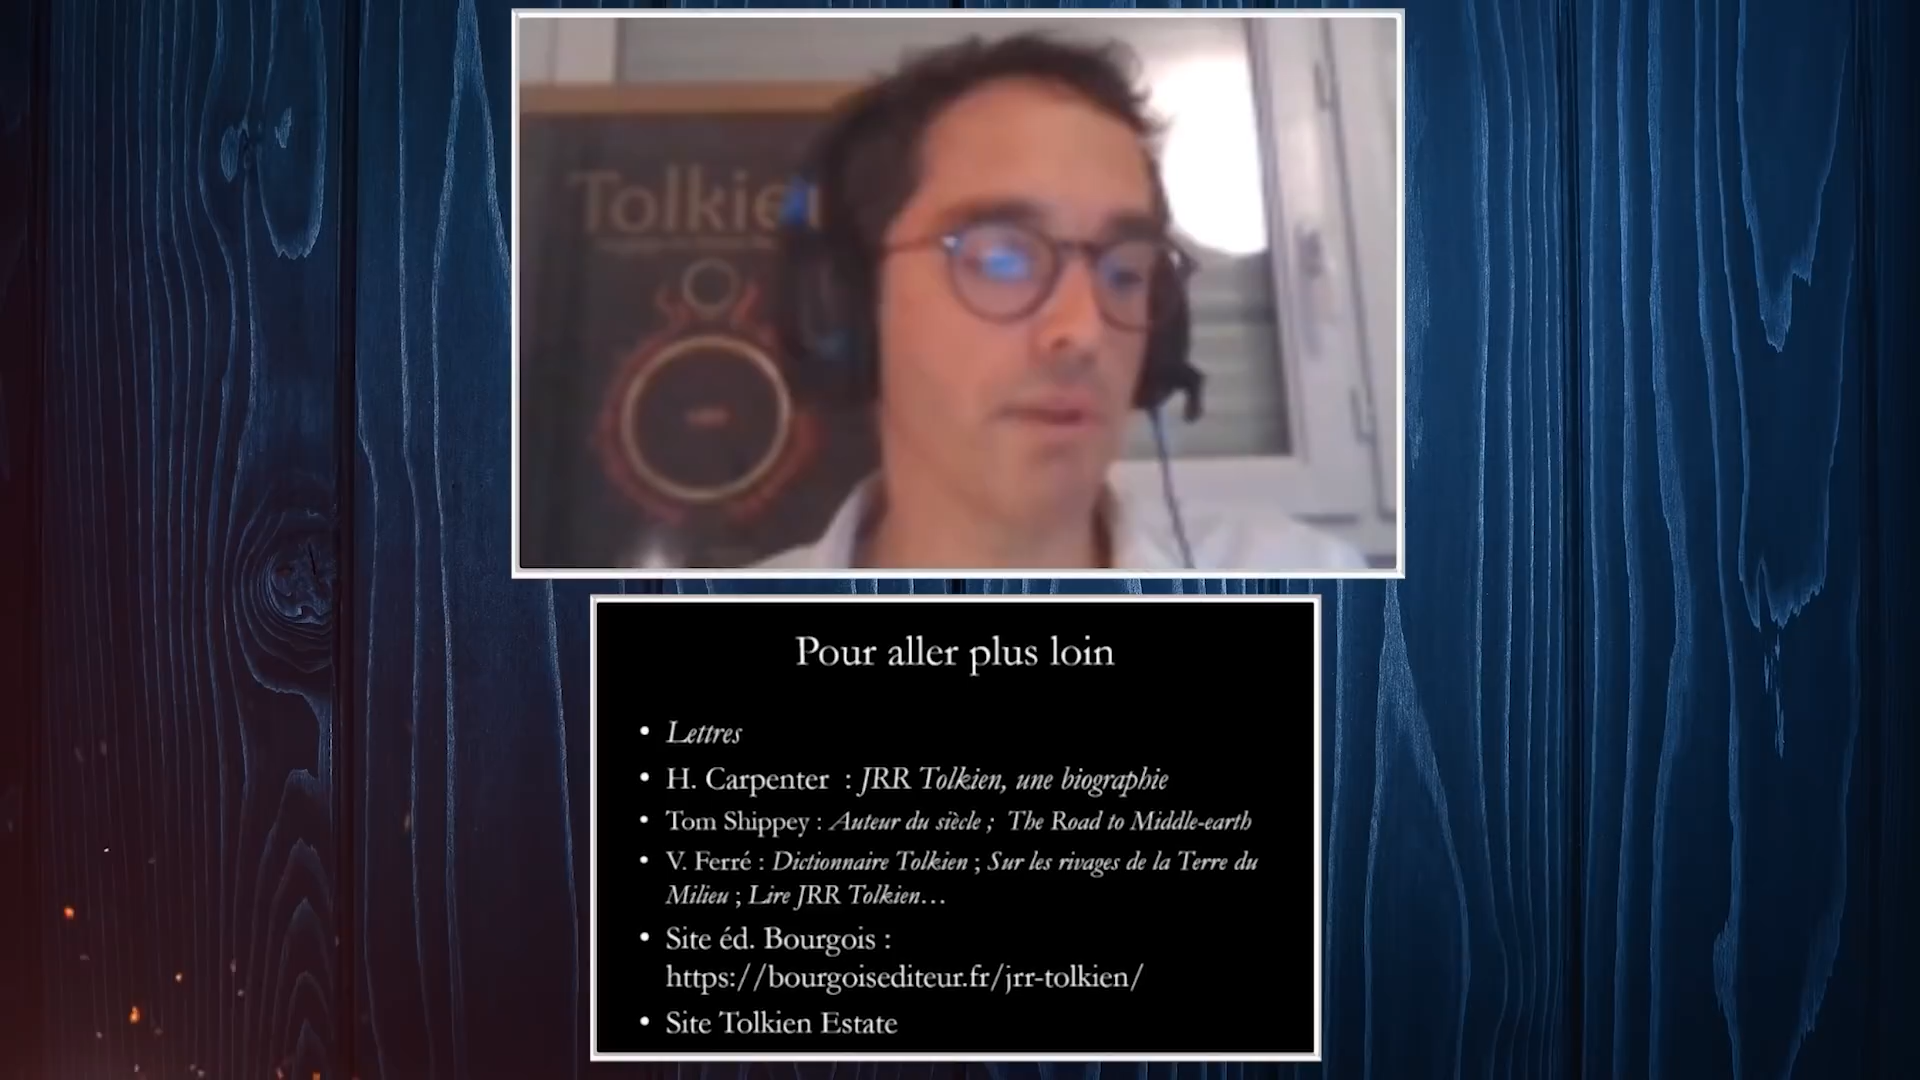 Tolkien
Pour aller plus loin
• Lettres
• H. Carpenter : JRR Tolkien, une biographie
• Tom Shippey : Auteur du siècle ; The Road to Middle-earth
• V. Ferré : Dictionnaire Tolkien ; Sur les rivages de la Terre du
Milieu ; Lire JRR Tolkien…
• Site éd. Bourgois :
https://bourgoisediteur.fr/jrr-tolkien/
• Site Tolkien Estate